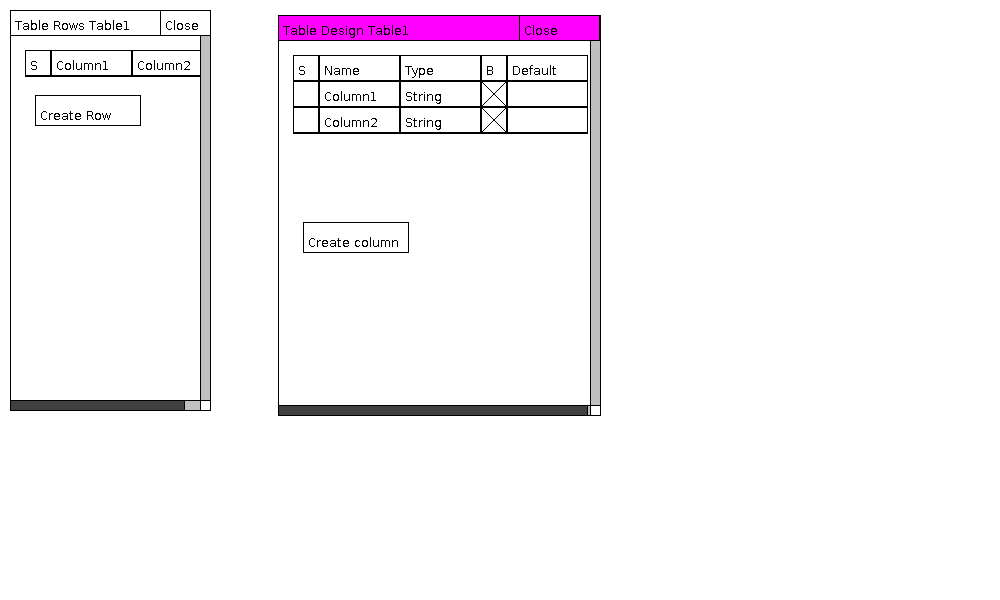 Table Rows Table1 Close
S Column1 Column2
Create Row
Table Design Table1 Close
S Name Type B Default
Column1 String
Column2 String
Create column